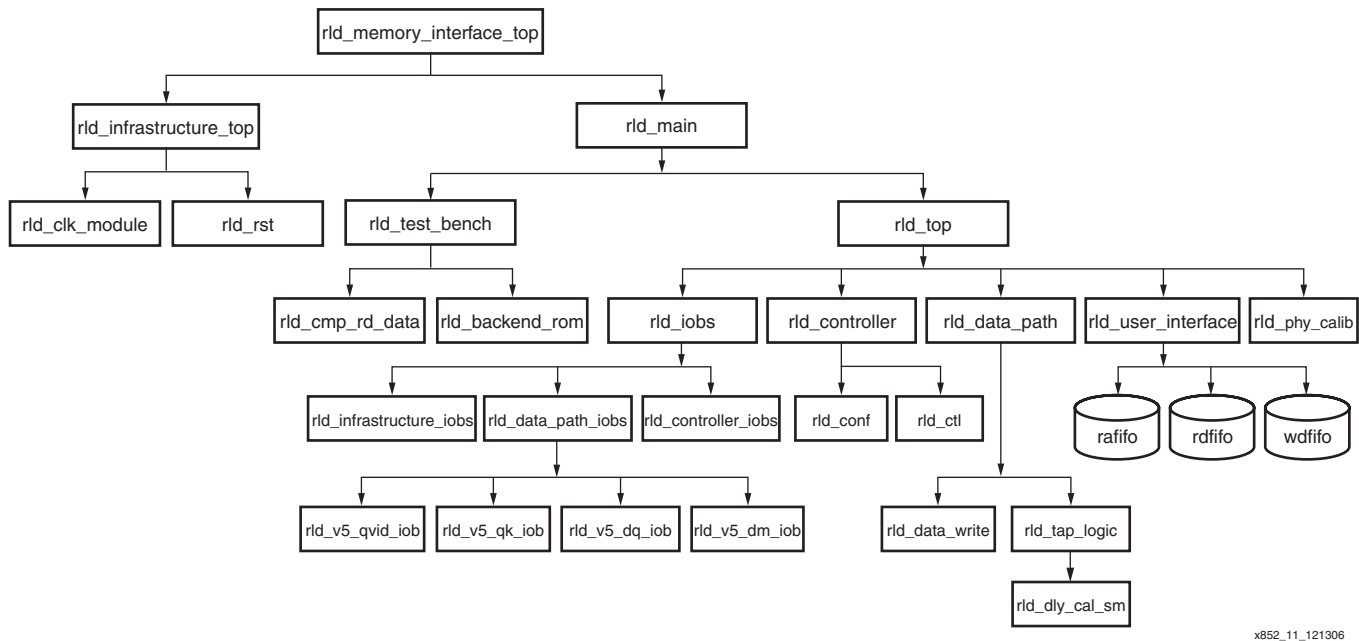 rld_memory_interface_top
rld_infrastructure_top
rld_main
rld_clk_module
rld_rst
rld_test_bench
rld_top
rld_cmp_rd_data
rld_backend_rom
rld_iobs
rld_controller
rld_data_path
rld_user_interface
rld_phy_calib
rld_infrastructure_iobs
rld_data_path_iobs
rld_controller_iobs
rld_conf
rld_ctl
rafifo
rdfifo
wdfifo
rld_v5_qvid_iob
rld_v5_qk_iob
rld_v5_dq_iob
rld_v5_dm_iob
rld_data_write
rld_tap_logic
rld_dly_cal_sm
x852_11_121306